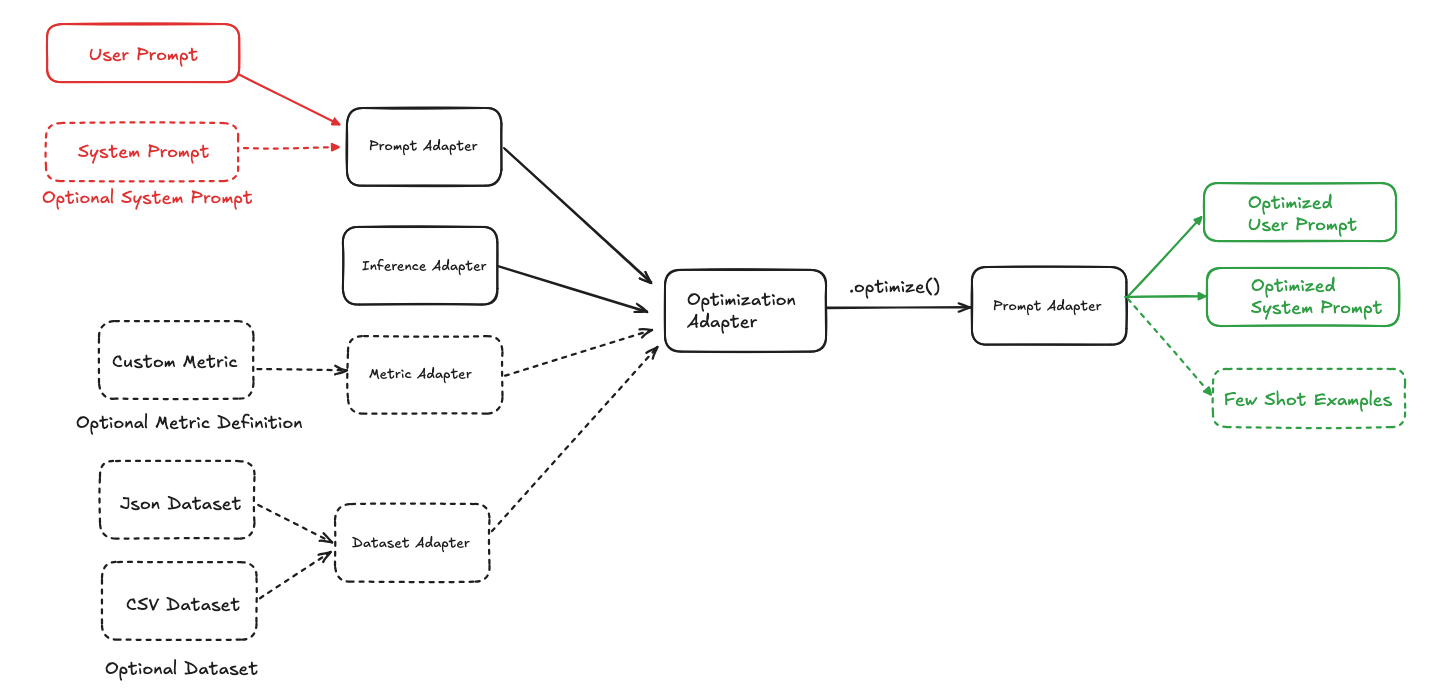 User Prompt
System Prompt
Optional System Prompt
Prompt Adapter
Inference Adapter
Custom Metric
Optional Metric Definition
Metric Adapter
Json Dataset
CSV Dataset
Optional Dataset
Dataset Adapter
Optimization
Adapter
.optimize()
Prompt Adapter
Optimized
User Prompt
Optimized
System Prompt
Few Shot Examples